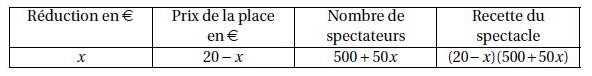 Réduction en € Prix de la place en € Nombre de spectateurs Recette du spectacle
x 20 − x 500 + 50x (20 − x)(500 + 50x)